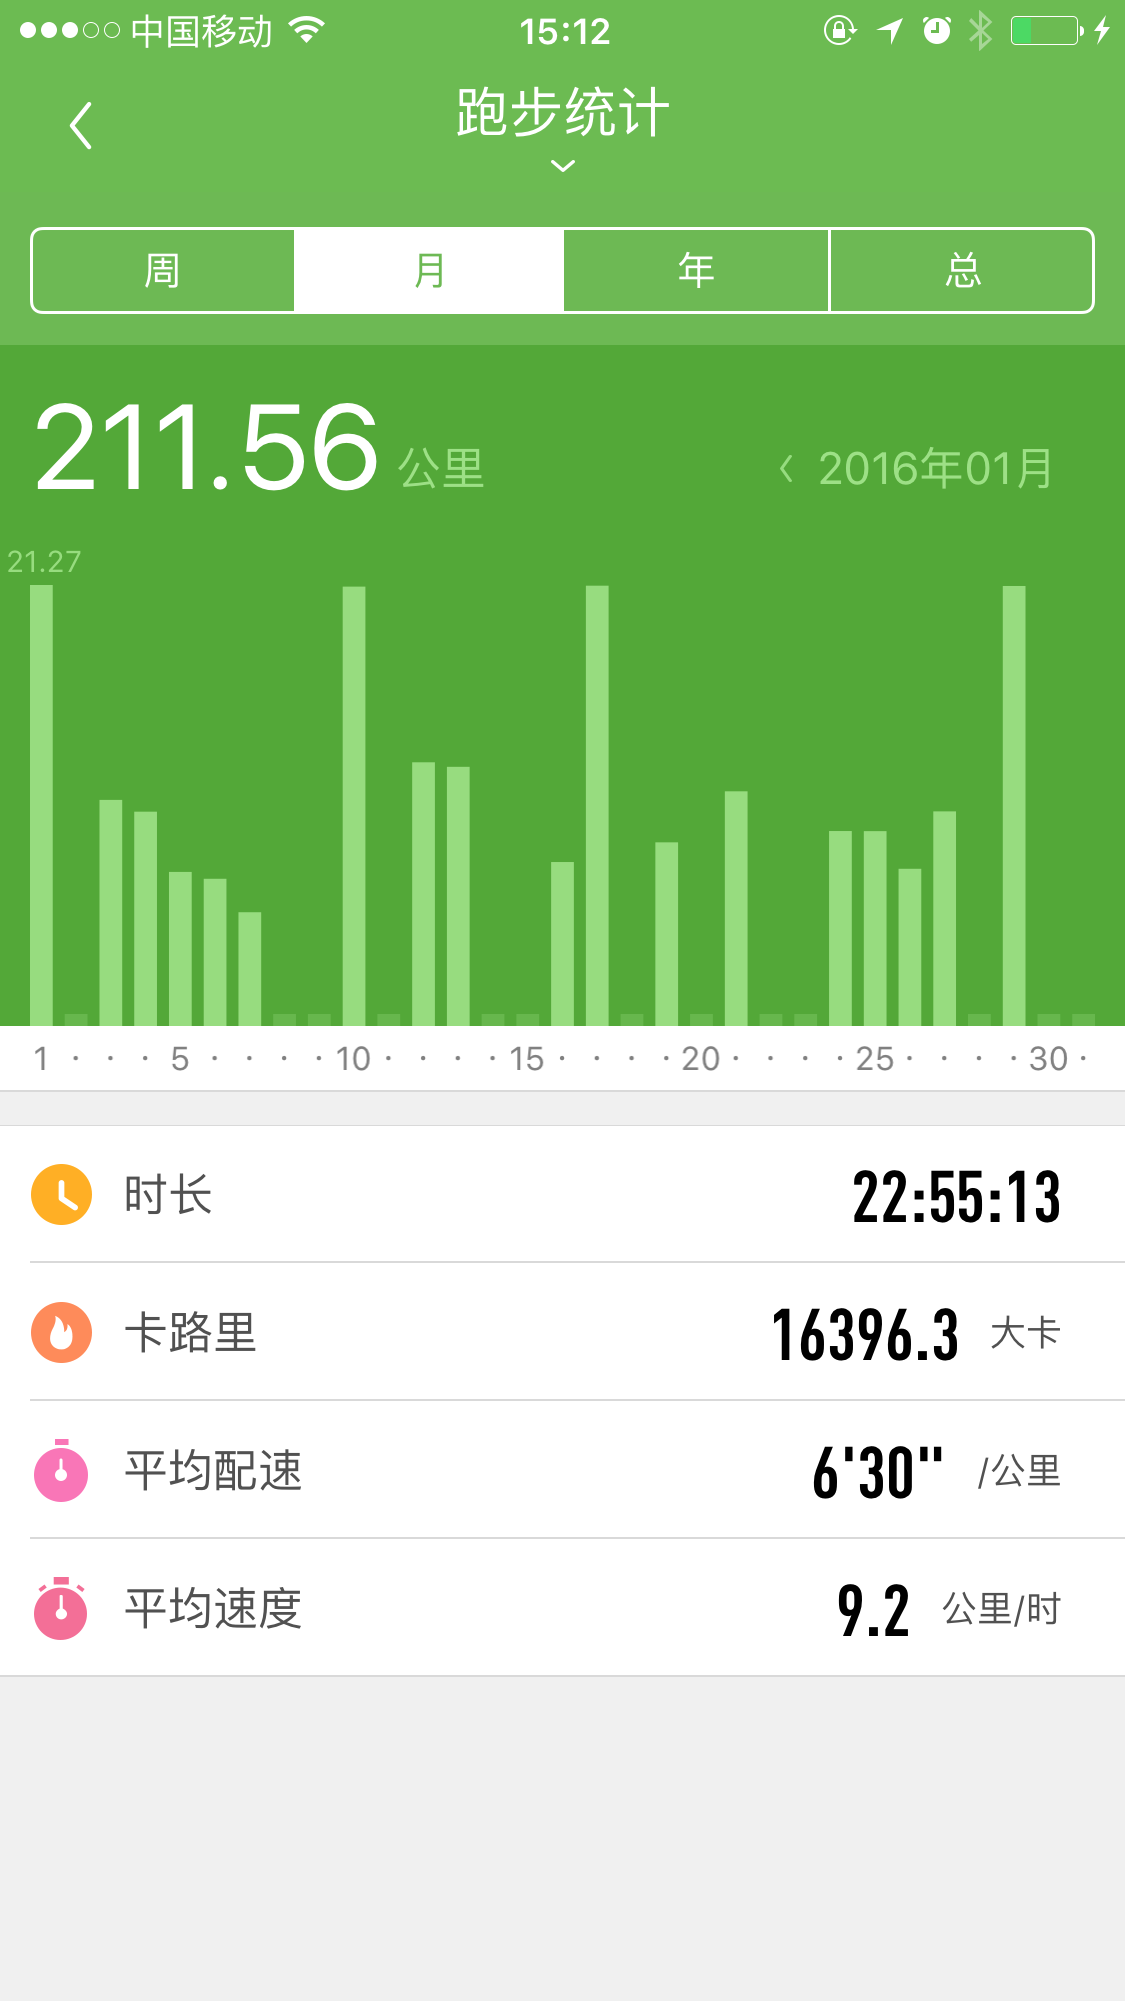 中国移动 15:12
跑步统计
周 月 年 总
211.56 公里 2016年01月
21.27
1 · · · 5 · · · · 10 · · · · 15 · · · · 20 · · · · 25 · · · · 30 ·
时长 22:55:13
卡路里 16396.3 大卡
平均配速 6'30" /公里
平均速度 9.2 公里/时